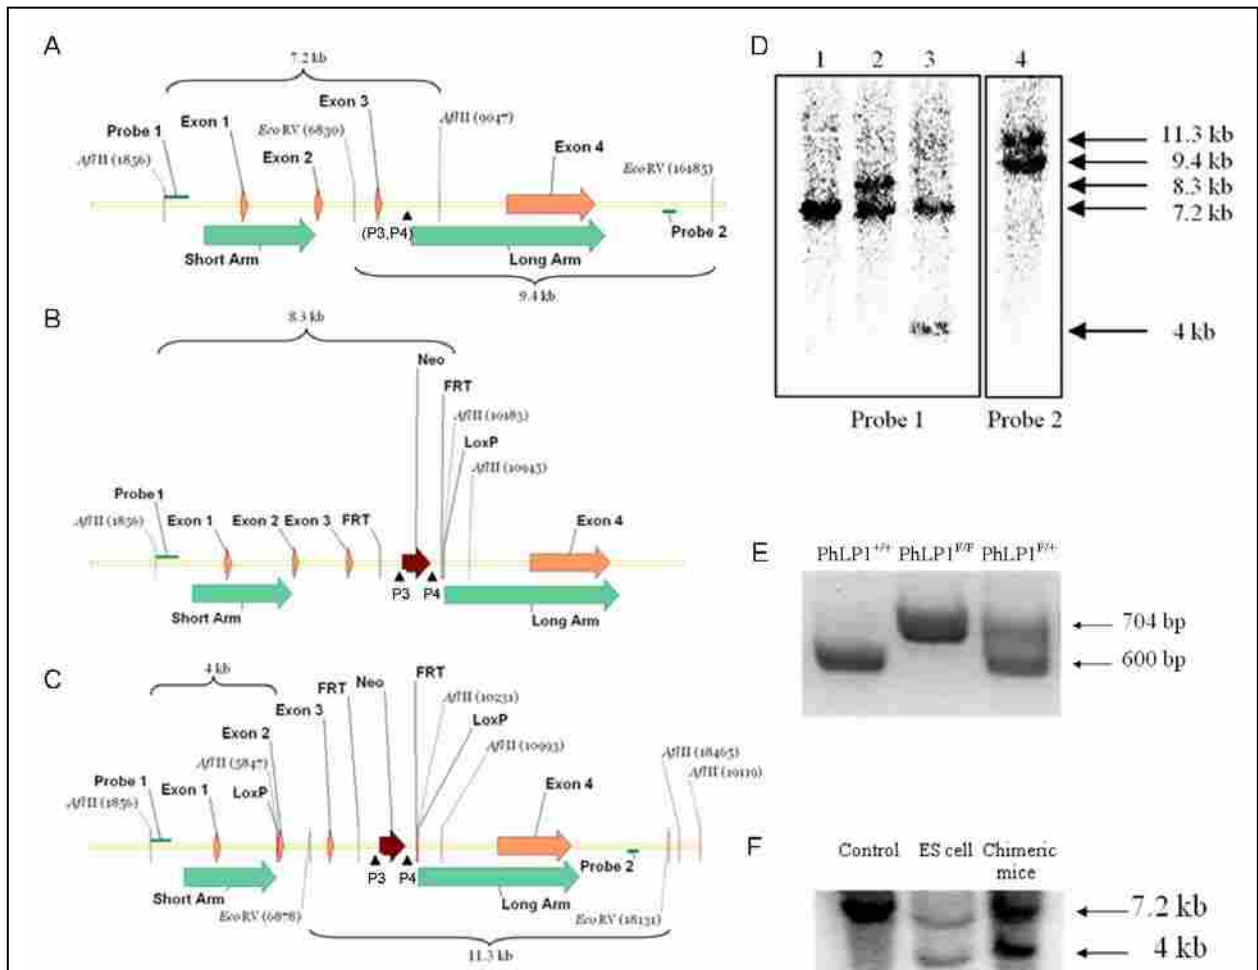 A
7.2 kb
Exon 3
Exon 1
EcoRV (6839)
AflII (9047)
Probe 1
AflII (1856)
Exon 2
Exon 4
EcoRV (16185)
(P3,P4)
Probe 2
Short Arm
Long Arm
9.4 kb
B
8.3 kb
Neo
FRT
AflII (10183)
LoxP
AflII (10945)
Probe 1
AflII (1856)
Exon 1
Exon 2
Exon 3
FRT
Exon 4
P3
P4
Short Arm
Long Arm
C
4 kb
FRT
Neo
FRT
Exon 3
AflII (10231)
Exon 2
LoxP
AflII (5847)
AflII (10993)
AflII (18465)
AflII (19119)
Probe 1
AflII (1856)
Exon 1
LoxP
Exon 4
P3
P4
Probe 2
Short Arm
Long Arm
EcoRV (6878)
EcoRV (18131)
11.3 kb
D
1 2 3 4
11.3 kb
9.4 kb
8.3 kb
7.2 kb
4 kb
Probe 1 Probe 2
E
PhLP1+/+ PhLP1F/F PhLP1F/+
704 bp
600 bp
F
Control ES cell Chimeric
mice
7.2 kb
4 kb